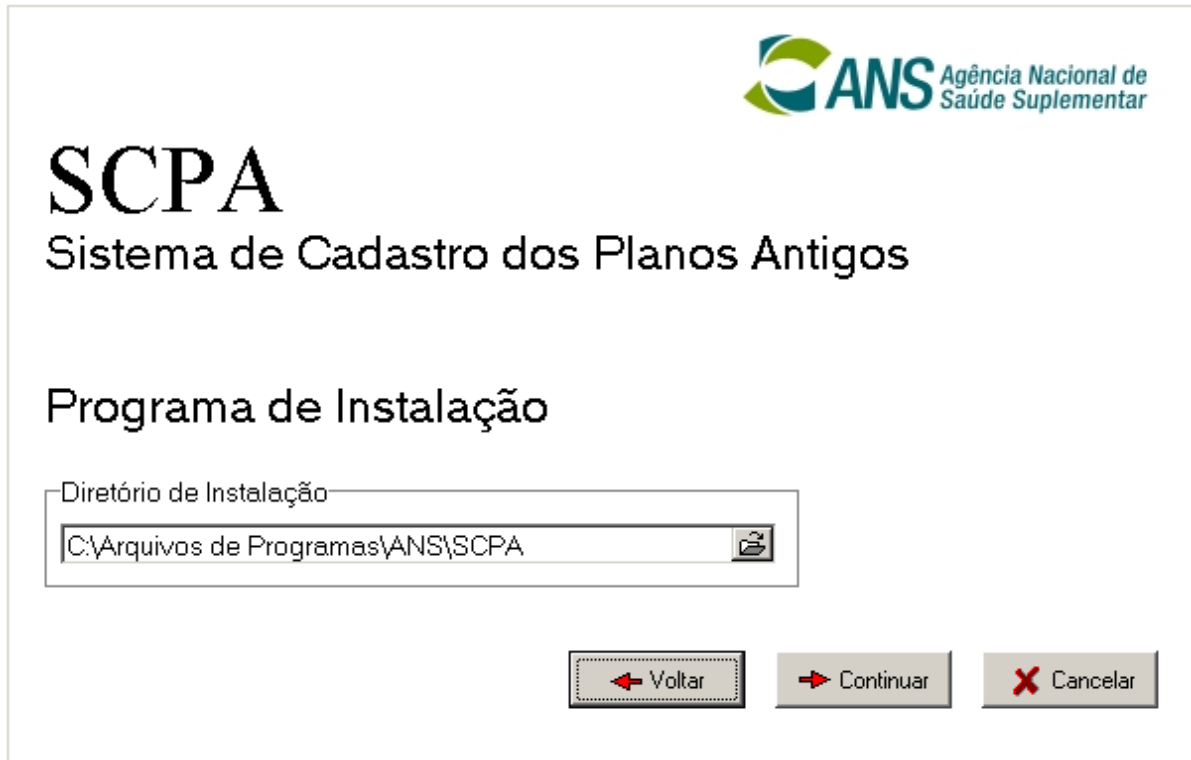 ANS Agência Nacional de
Saúde Suplementar
SCPA
Sistema de Cadastro dos Planos Antigos
Programa de Instalação
Diretório de Instalação
C:\Arquivos de Programas\ANS\SCPA
Voltar Continuar Cancelar